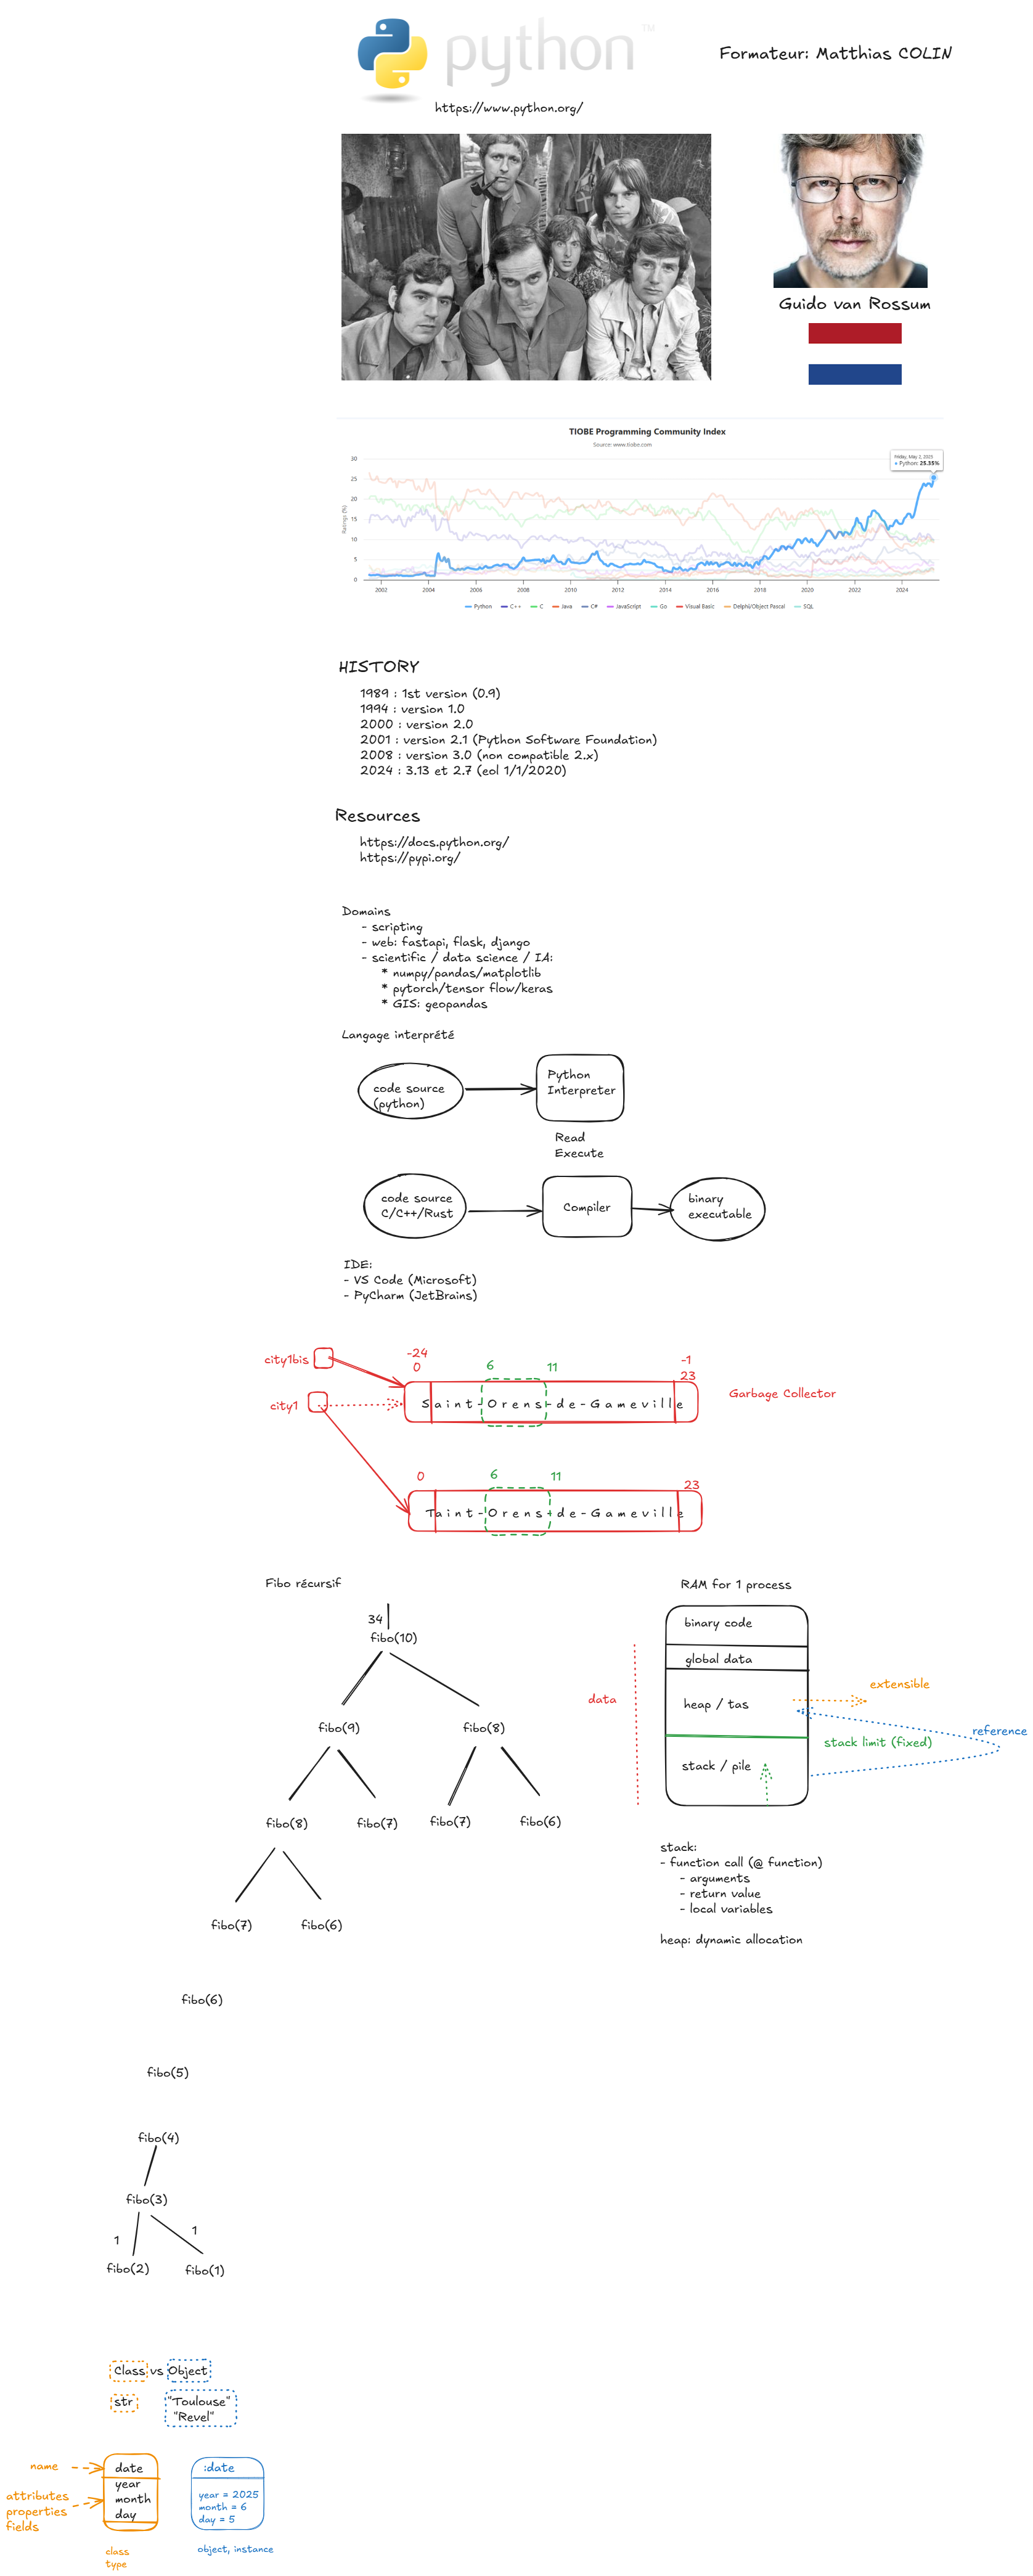 python
TM
Formateur: Matthias COLIN
https://www.python.org/
Guido van Rossum
TIOBE Programming Community Index
Source: www.tiobe.com
Friday, May 2, 2025
Python: 25.35%
Ratings (%)
30
25
20
15
10
5
0
2002 2004 2006 2008 2010 2012 2014 2016 2018 2020 2022 2024
Python C++ C Java C# JavaScript Go Visual Basic Delphi/Object Pascal SQL
HISTORY
1989 : 1st version (0.9)
1994 : version 1.0
2000 : version 2.0
2001 : version 2.1 (Python Software Foundation)
2008 : version 3.0 (non compatible 2.x)
2024 : 3.13 et 2.7 (eol 1/1/2020)
Resources
https://docs.python.org/
https://pypi.org/
Domains
- scripting
- web: fastapi, flask, django
- scientific / data science / IA:
* numpy/pandas/matplotlib
* pytorch/tensor flow/keras
* GIS: geopandas
Langage interprété
code source
(python)
Python
Interpreter
Read
Execute
code source
C/C++/Rust
Compiler
binary
executable
IDE:
- VS Code (Microsoft)
- PyCharm (JetBrains)
city1bis
-24
0
6
11
-1
23
Saint-Orens-de-Gameville
Garbage Collector
city1
0
6
11
23
Taint-Orens-de-Gameville
Fibo récursif
34
fibo(10)
fibo(9)
fibo(8)
fibo(8)
fibo(7)
fibo(7)
fibo(6)
fibo(7)
fibo(6)
fibo(6)
fibo(5)
fibo(4)
fibo(3)
1
1
fibo(2)
fibo(1)
RAM for 1 process
binary code
global data
data
heap / tas
extensible
reference
stack limit (fixed)
stack / pile
stack:
- function call (@ function)
- arguments
- return value
- local variables
heap: dynamic allocation
Class vs Object
str
"Toulouse"
"Revel"
name
date
attributes
properties
fields
year
month
day
class
type
:date
year = 2025
month = 6
day = 5
object, instance